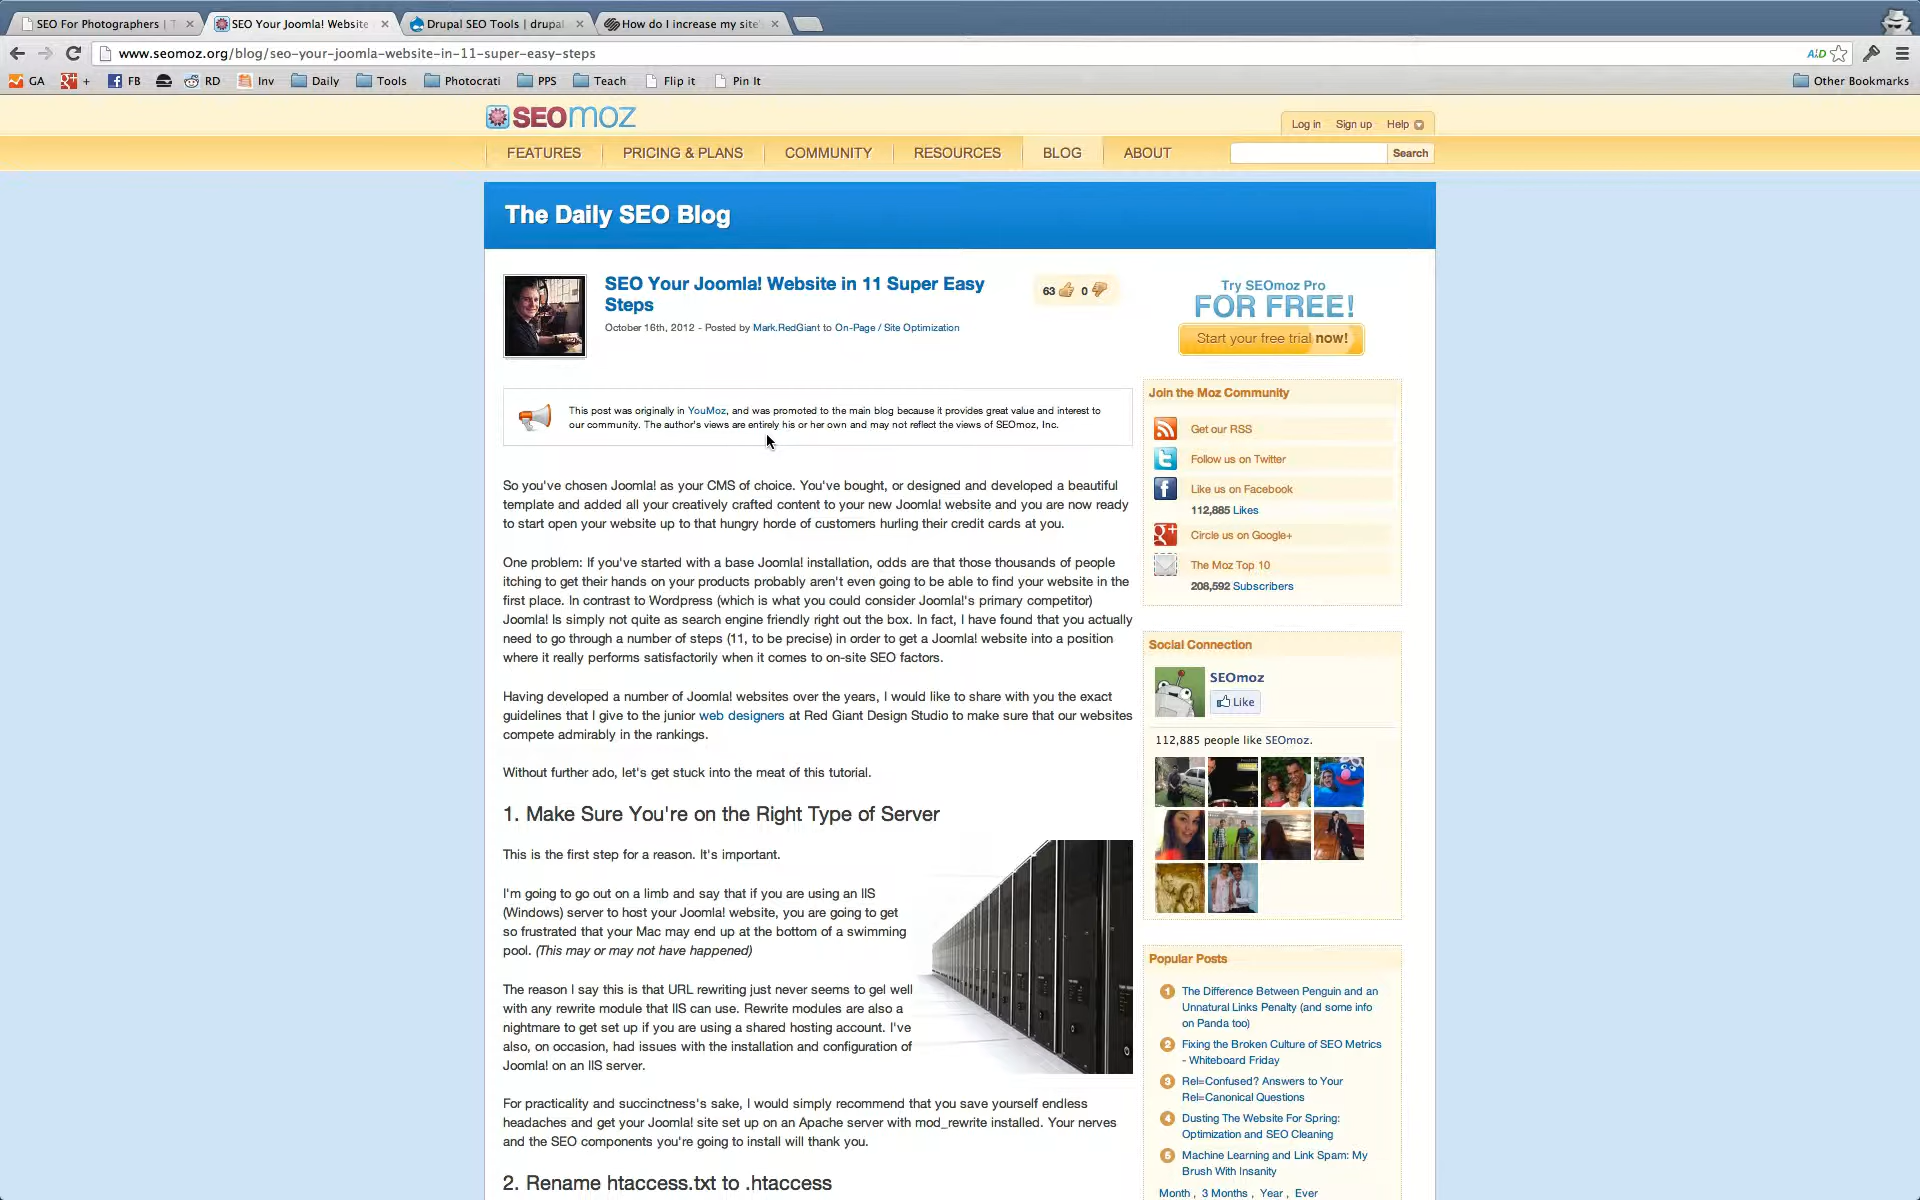 SEO For Photographers | T
SEO Your Joomla! Website
Drupal SEO Tools | drupal
How do I increase my site's
www.seomoz.org/blog/seo-your-joomla-website-in-11-super-easy-steps
GA
+
FB
RD
Inv
Daily
Tools
Photocrati
PPS
Teach
Flip it
Pin It
Other Bookmarks
SEOmoz
Log in Sign up Help
FEATURES PRICING & PLANS COMMUNITY RESOURCES BLOG ABOUT Search
The Daily SEO Blog
SEO Your Joomla! Website in 11 Super Easy
Steps
October 16th, 2012 - Posted by Mark.RedGiant to On-Page / Site Optimization
63 0
This post was originally in YouMoz, and was promoted to the main blog because it provides great value and interest to
our community. The author's views are entirely his or her own and may not reflect the views of SEOmoz, Inc.
So you've chosen Joomla! as your CMS of choice. You've bought, or designed and developed a beautiful
template and added all your creatively crafted content to your new Joomla! website and you are now ready
to start open your website up to that hungry horde of customers hurling their credit cards at you.
One problem: If you've started with a base Joomla! installation, odds are that those thousands of people
itching to get their hands on your products probably aren't even going to be able to find your website in the
first place. In contrast to Wordpress (which is what you could consider Joomla!'s primary competitor)
Joomla! Is simply not quite as search engine friendly right out the box. In fact, I have found that you actually
need to go through a number of steps (11, to be precise) in order to get a Joomla! website into a position
where it really performs satisfactorily when it comes to on-site SEO factors.
Having developed a number of Joomla! websites over the years, I would like to share with you the exact
guidelines that I give to the junior web designers at Red Giant Design Studio to make sure that our websites
compete admirably in the rankings.
Without further ado, let's get stuck into the meat of this tutorial.
1. Make Sure You're on the Right Type of Server
This is the first step for a reason. It's important.
I'm going to go out on a limb and say that if you are using an IIS
(Windows) server to host your Joomla! website, you are going to get
so frustrated that your Mac may end up at the bottom of a swimming
pool. (This may or may not have happened)
The reason I say this is that URL rewriting just never seems to gel well
with any rewrite module that IIS can use. Rewrite modules are also a
nightmare to get set up if you are using a shared hosting account. I've
also, on occasion, had issues with the installation and configuration of
Joomla! on an IIS server.
For practicality and succinctness's sake, I would simply recommend that you save yourself endless
headaches and get your Joomla! site set up on an Apache server with mod_rewrite installed. Your nerves
and the SEO components you're going to install will thank you.
2. Rename htaccess.txt to .htaccess
Try SEOmoz Pro
FOR FREE!
Start your free trial now!
Join the Moz Community
Get our RSS
Follow us on Twitter
Like us on Facebook
112,885 Likes
Circle us on Google+
The Moz Top 10
208,592 Subscribers
Social Connection
SEOmoz
Like
112,885 people like SEOmoz.
Popular Posts
1 The Difference Between Penguin and an
Unnatural Links Penalty (and some info
on Panda too)
2 Fixing the Broken Culture of SEO Metrics
- Whiteboard Friday
3 Rel=Confused? Answers to Your
Rel=Canonical Questions
4 Dusting The Website For Spring:
Optimization and SEO Cleaning
5 Machine Learning and Link Spam: My
Brush With Insanity
Month , 3 Months , Year , Ever